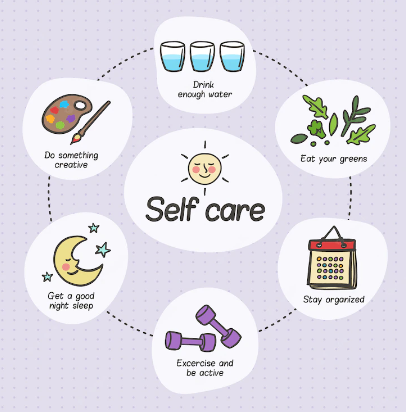 Drink
enough water
Eat your greens
Stay organized
Excercise and
be active
Get a good
night sleep
Do something
creative
Self care